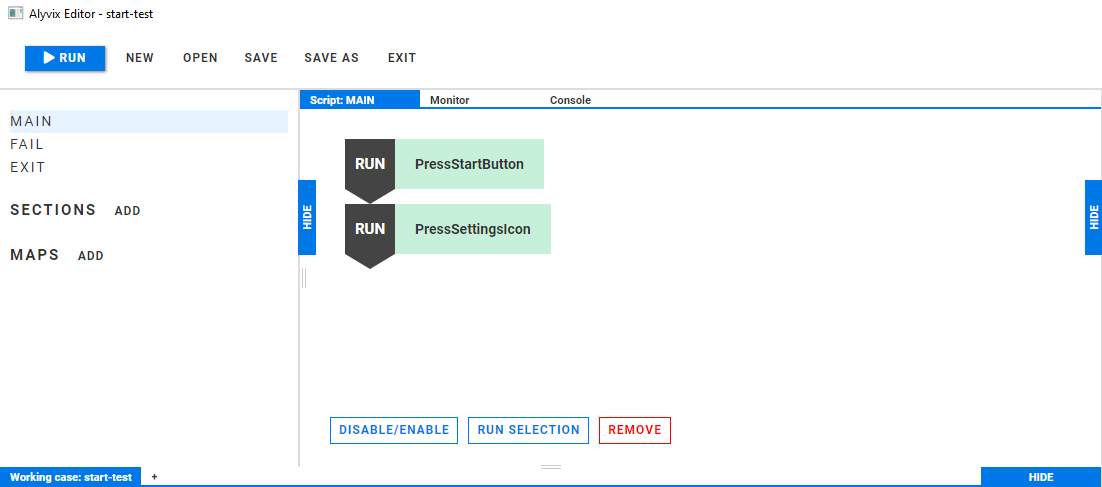 Alyvix Editor - start-test
RUN NEW OPEN SAVE SAVE AS EXIT
Script: MAIN Monitor Console
MAIN
FAIL
EXIT
SECTIONS ADD
MAPS ADD
HIDE
RUN PressStartButton
RUN PressSettingsIcon
HIDE
DISABLE/ENABLE RUN SELECTION REMOVE
Working case: start-test + HIDE